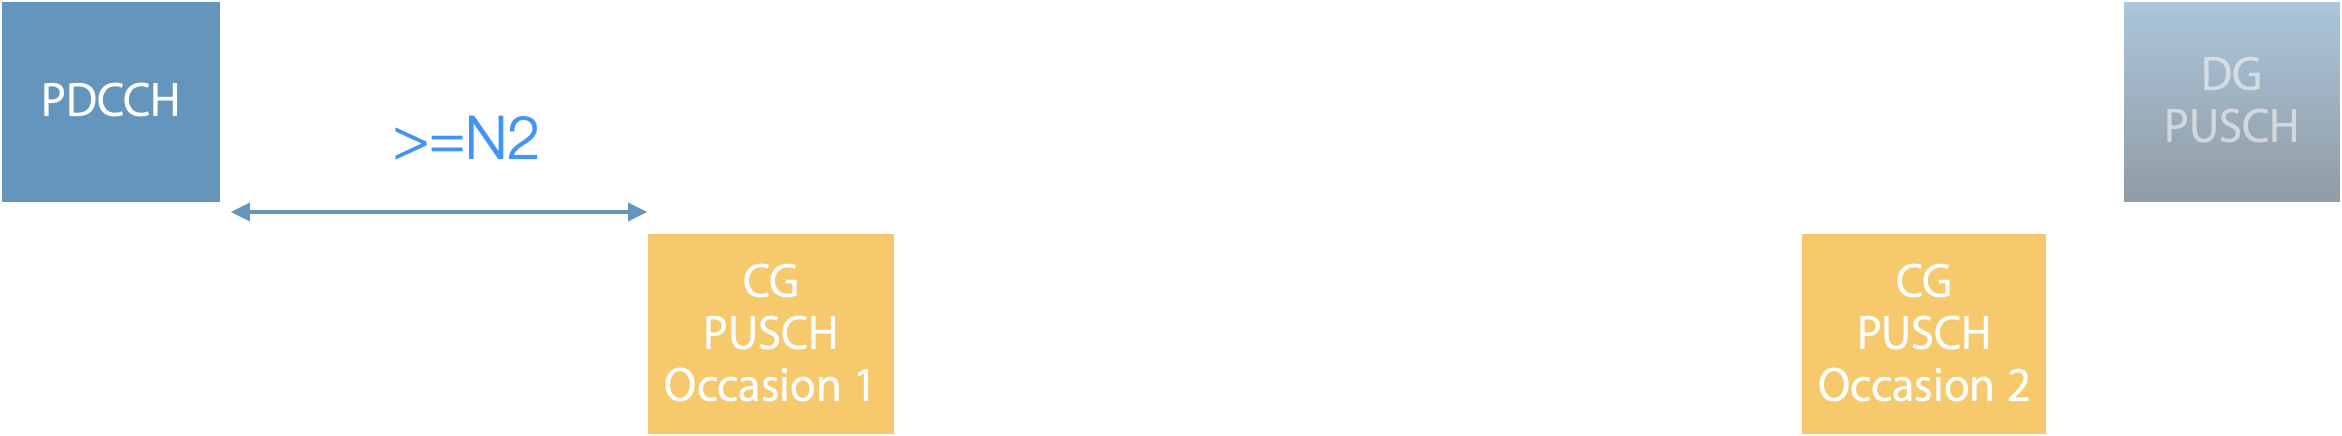 PDCCH
>=N2
CG
PUSCH
Occasion 1
CG
PUSCH
Occasion 2
DG
PUSCH